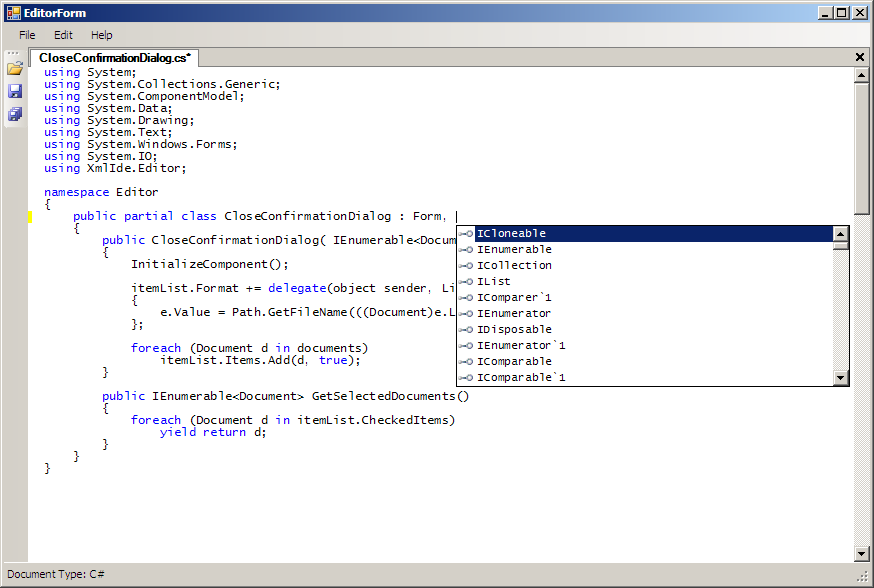 EditorForm
File Edit Help
CloseConfirmationDialog.cs*
using System;
using System.Collections.Generic;
using System.ComponentModel;
using System.Data;
using System.Drawing;
using System.Text;
using System.Windows.Forms;
using System.IO;
using XmlIde.Editor;
namespace Editor
{
public partial class CloseConfirmationDialog : Form,
{
public CloseConfirmationDialog( IEnumerable<Docum
{
InitializeComponent();
itemList.Format += delegate(object sender, Li
{
e.Value = Path.GetFileName(((Document)e.L
};
foreach (Document d in documents)
itemList.Items.Add(d, true);
}
public IEnumerable<Document> GetSelectedDocuments()
{
foreach (Document d in itemList.CheckedItems)
yield return d;
}
}
}
ICloneable
IEnumerable
ICollection
IList
IComparer`1
IEnumerator
IDisposable
IEnumerator`1
IComparable
IComparable`1
Document Type: C#